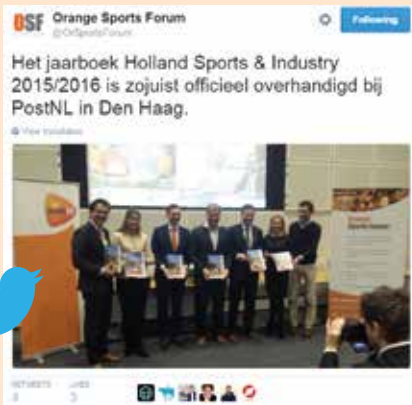 OSF Orange Sports Forum
@OrSportsForum
Following
Het jaarboek Holland Sports & Industry
2015/2016 is zojuist officieel overhandigd bij
PostNL in Den Haag.
View translation
RETWEETS LIKES
3